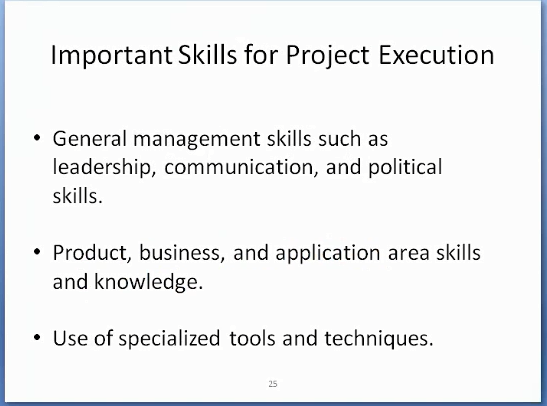 Important Skills for Project Execution
• General management skills such as
leadership, communication, and political
skills.
• Product, business, and application area skills
and knowledge.
• Use of specialized tools and techniques.
25